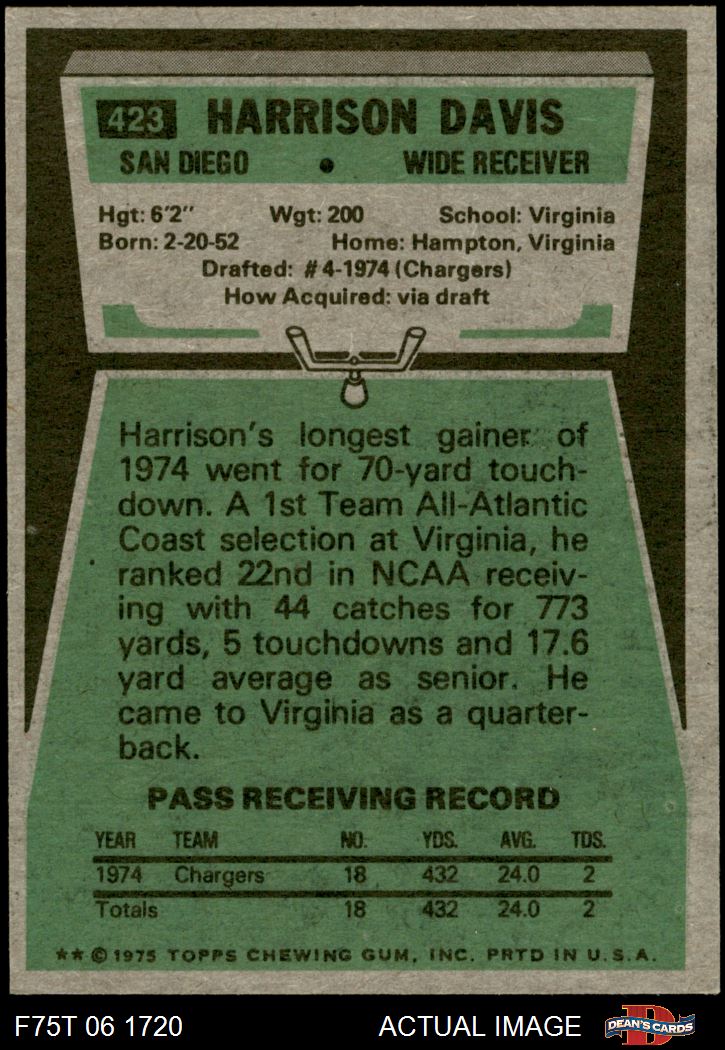 423 HARRISON DAVIS
SAN DIEGO • WIDE RECEIVER
Hgt: 6'2" Wgt: 200 School: Virginia
Born: 2-20-52 Home: Hampton, Virginia
Drafted: #4-1974 (Chargers)
How Acquired: via draft
Harrison's longest gainer of
1974 went for 70-yard touch-
down. A 1st Team All-Atlantic
Coast selection at Virginia, he
ranked 22nd in NCAA receiv-
ing with 44 catches for 773
yards, 5 touchdowns and 17.6
yard average as senior. He
came to Virginia as a quarter-
back.
PASS RECEIVING RECORD
YEAR TEAM NO. YDS. AVG. TDS.
1974 Chargers 18 432 24.0 2
Totals 18 432 24.0 2
** © 1975 TOPPS CHEWING GUM, INC. PRTD IN U.S.A.
F75T 06 1720 ACTUAL IMAGE DEAN'S CARDS